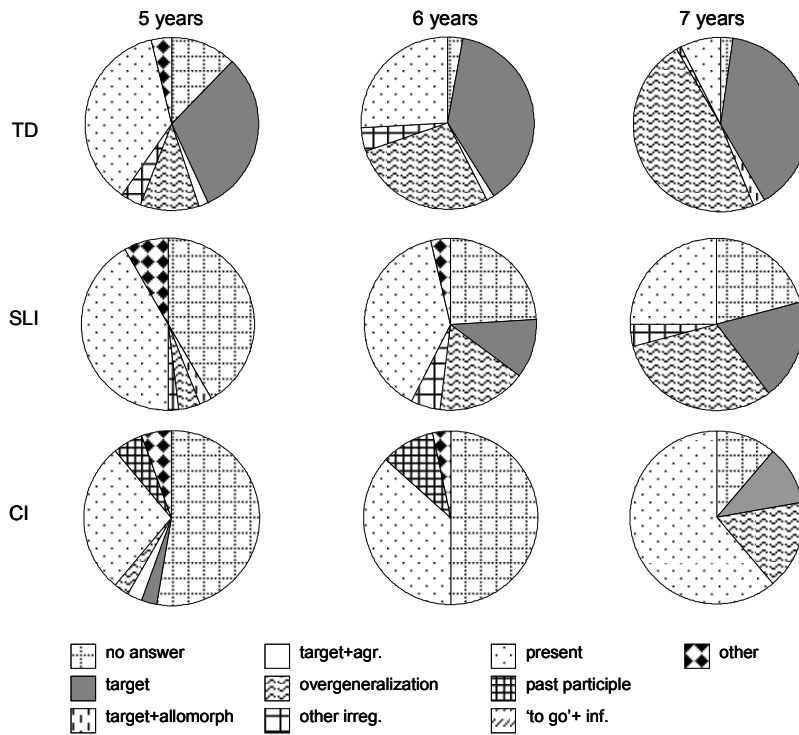 5 years 6 years 7 years
TD
SLI
CI
no answer target+agr. present other
target overgeneralization past participle
target+allomorph other irreg. ‘to go’+ inf.